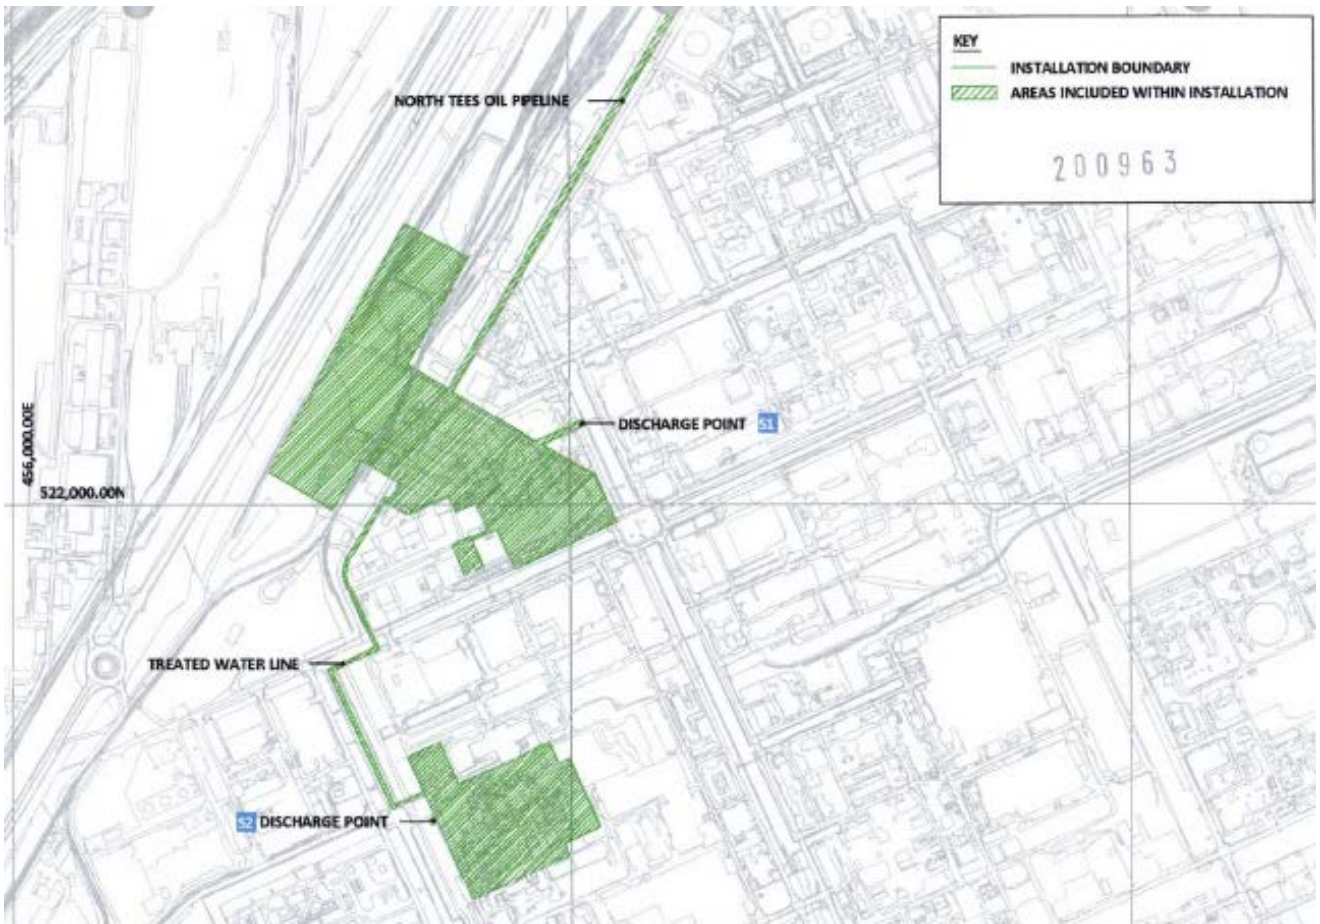 KEY
INSTALLATION BOUNDARY
AREAS INCLUDED WITHIN INSTALLATION
200963
NORTH TEES OIL PIPELINE
DISCHARGE POINT S1
456,000.00E
522,000.00N
TREATED WATER LINE
S2 DISCHARGE POINT